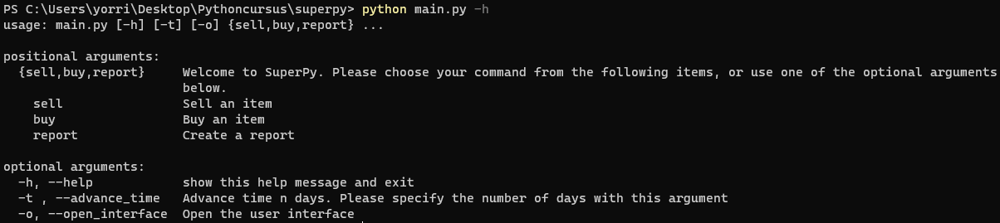 PS C:\Users\yorri\Desktop\Pythoncursus\superpy> python main.py -h
usage: main.py [-h] [-t] [-o] {sell,buy,report} ...
positional arguments:
{sell,buy,report} Welcome to SuperPy. Please choose your command from the following items, or use one of the optional arguments
below.
sell Sell an item
buy Buy an item
report Create a report
optional arguments:
-h, --help show this help message and exit
-t , --advance_time Advance time n days. Please specify the number of days with this argument
-o, --open_interface Open the user interface